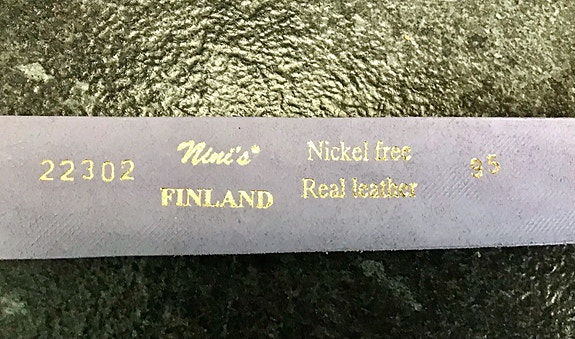 22302
Nini's®
FINLAND
Nickel free
Real leather
95